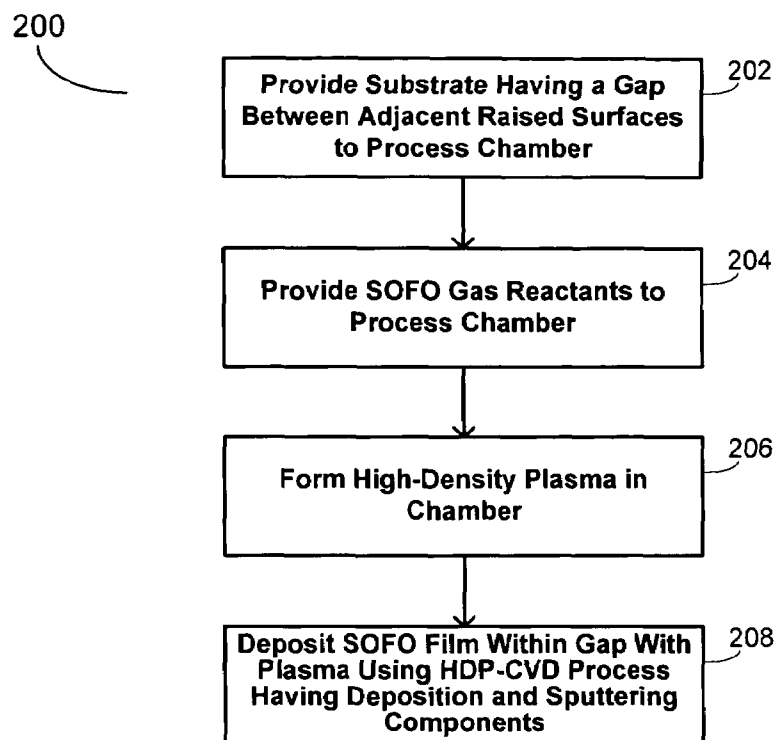 200
Provide Substrate Having a Gap
Between Adjacent Raised Surfaces
to Process Chamber
202
Provide SOFO Gas Reactants to
Process Chamber
204
Form High-Density Plasma in
Chamber
206
Deposit SOFO Film Within Gap With
Plasma Using HDP-CVD Process
Having Deposition and Sputtering
Components
208